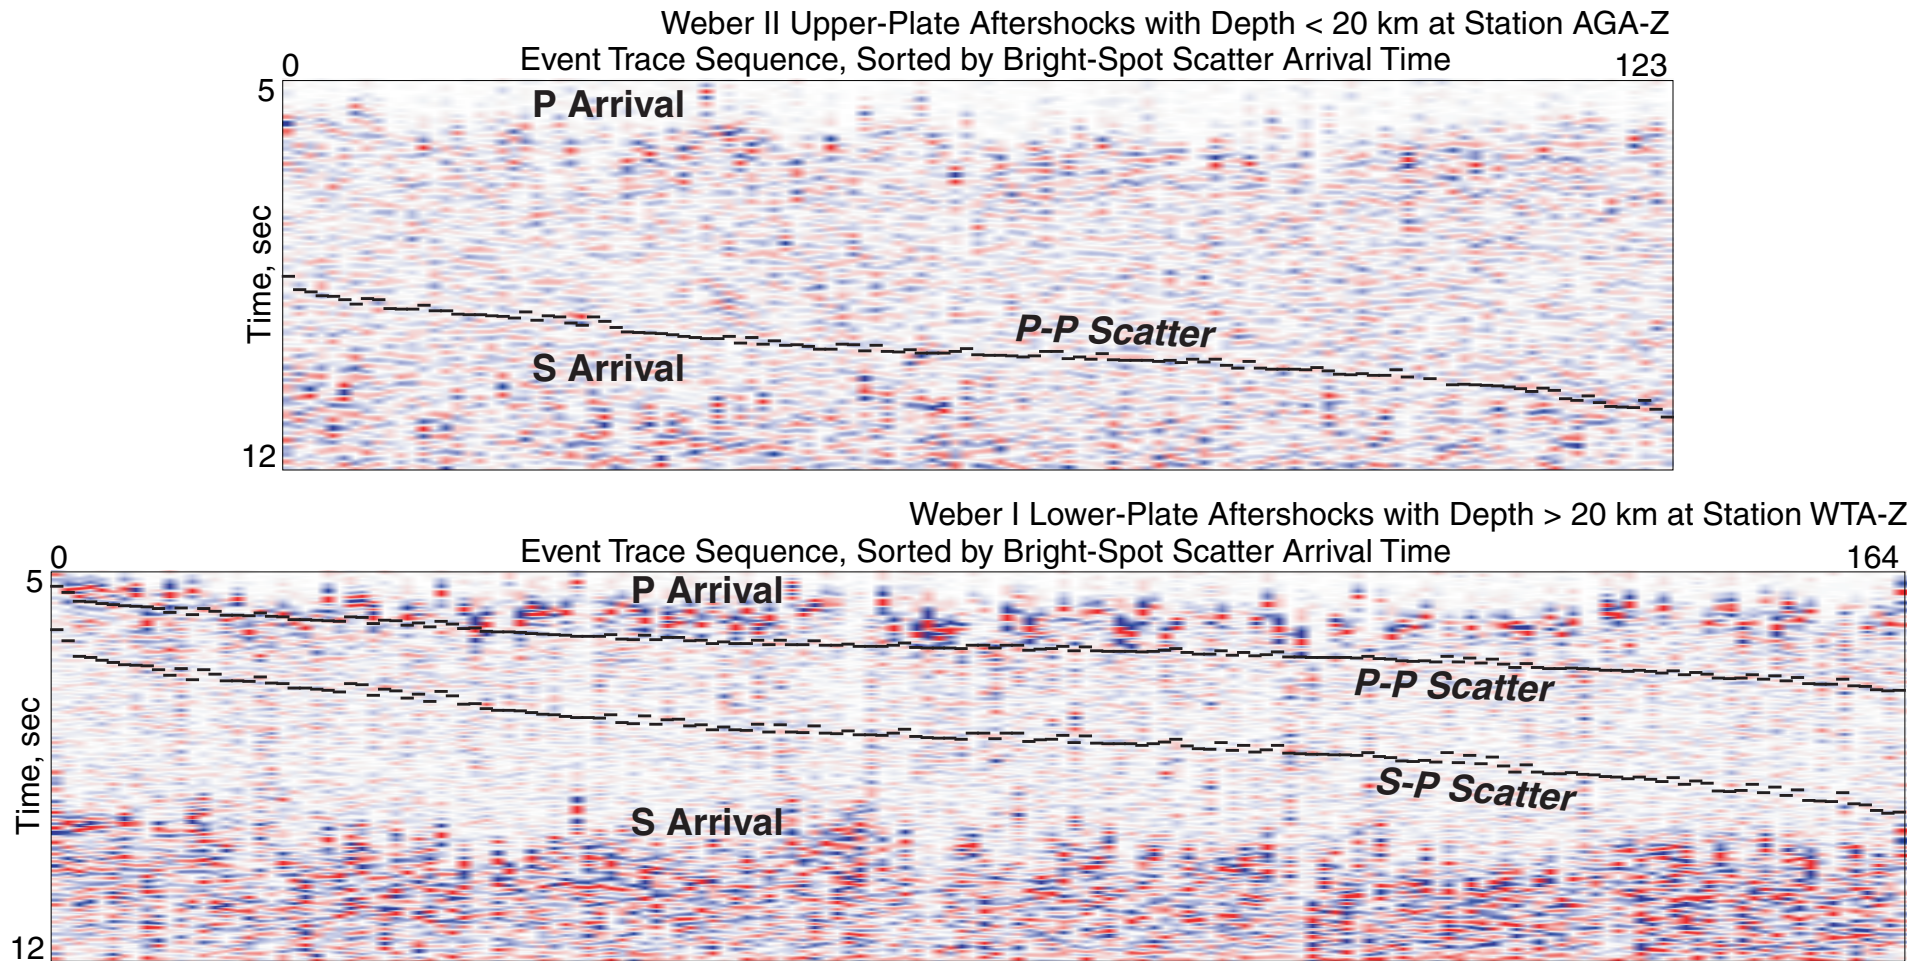 Weber II Upper-Plate Aftershocks with Depth < 20 km at Station AGA-Z
0 Event Trace Sequence, Sorted by Bright-Spot Scatter Arrival Time 123
5
P Arrival
Time, sec
P-P Scatter
S Arrival
12
Weber I Lower-Plate Aftershocks with Depth > 20 km at Station WTA-Z
0 Event Trace Sequence, Sorted by Bright-Spot Scatter Arrival Time 164
5
P Arrival
P-P Scatter
Time, sec
S-P Scatter
S Arrival
12